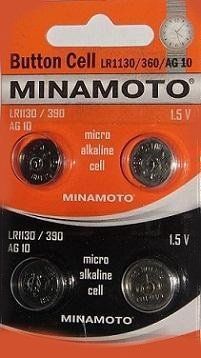 Button Cell LR1130/360/AG 10
MINAMOTO
LR1130 / 390
AG 10
1.5 V
micro
alkaline
cell
MINAMOTO
LR1130 / 390
AG 10
1.5 V
micro
alkaline
cell
MINAMOTO